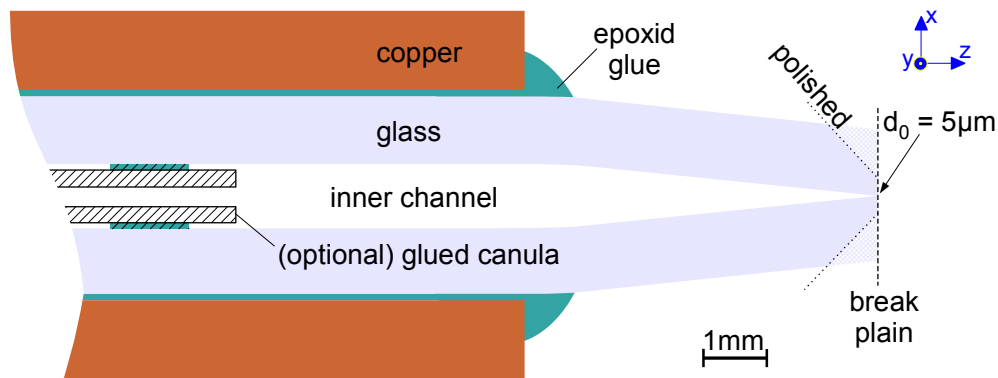 copper
epoxid
glue
x
y
z
polished
d₀ = 5µm
glass
inner channel
(optional) glued canula
1mm
break
plain